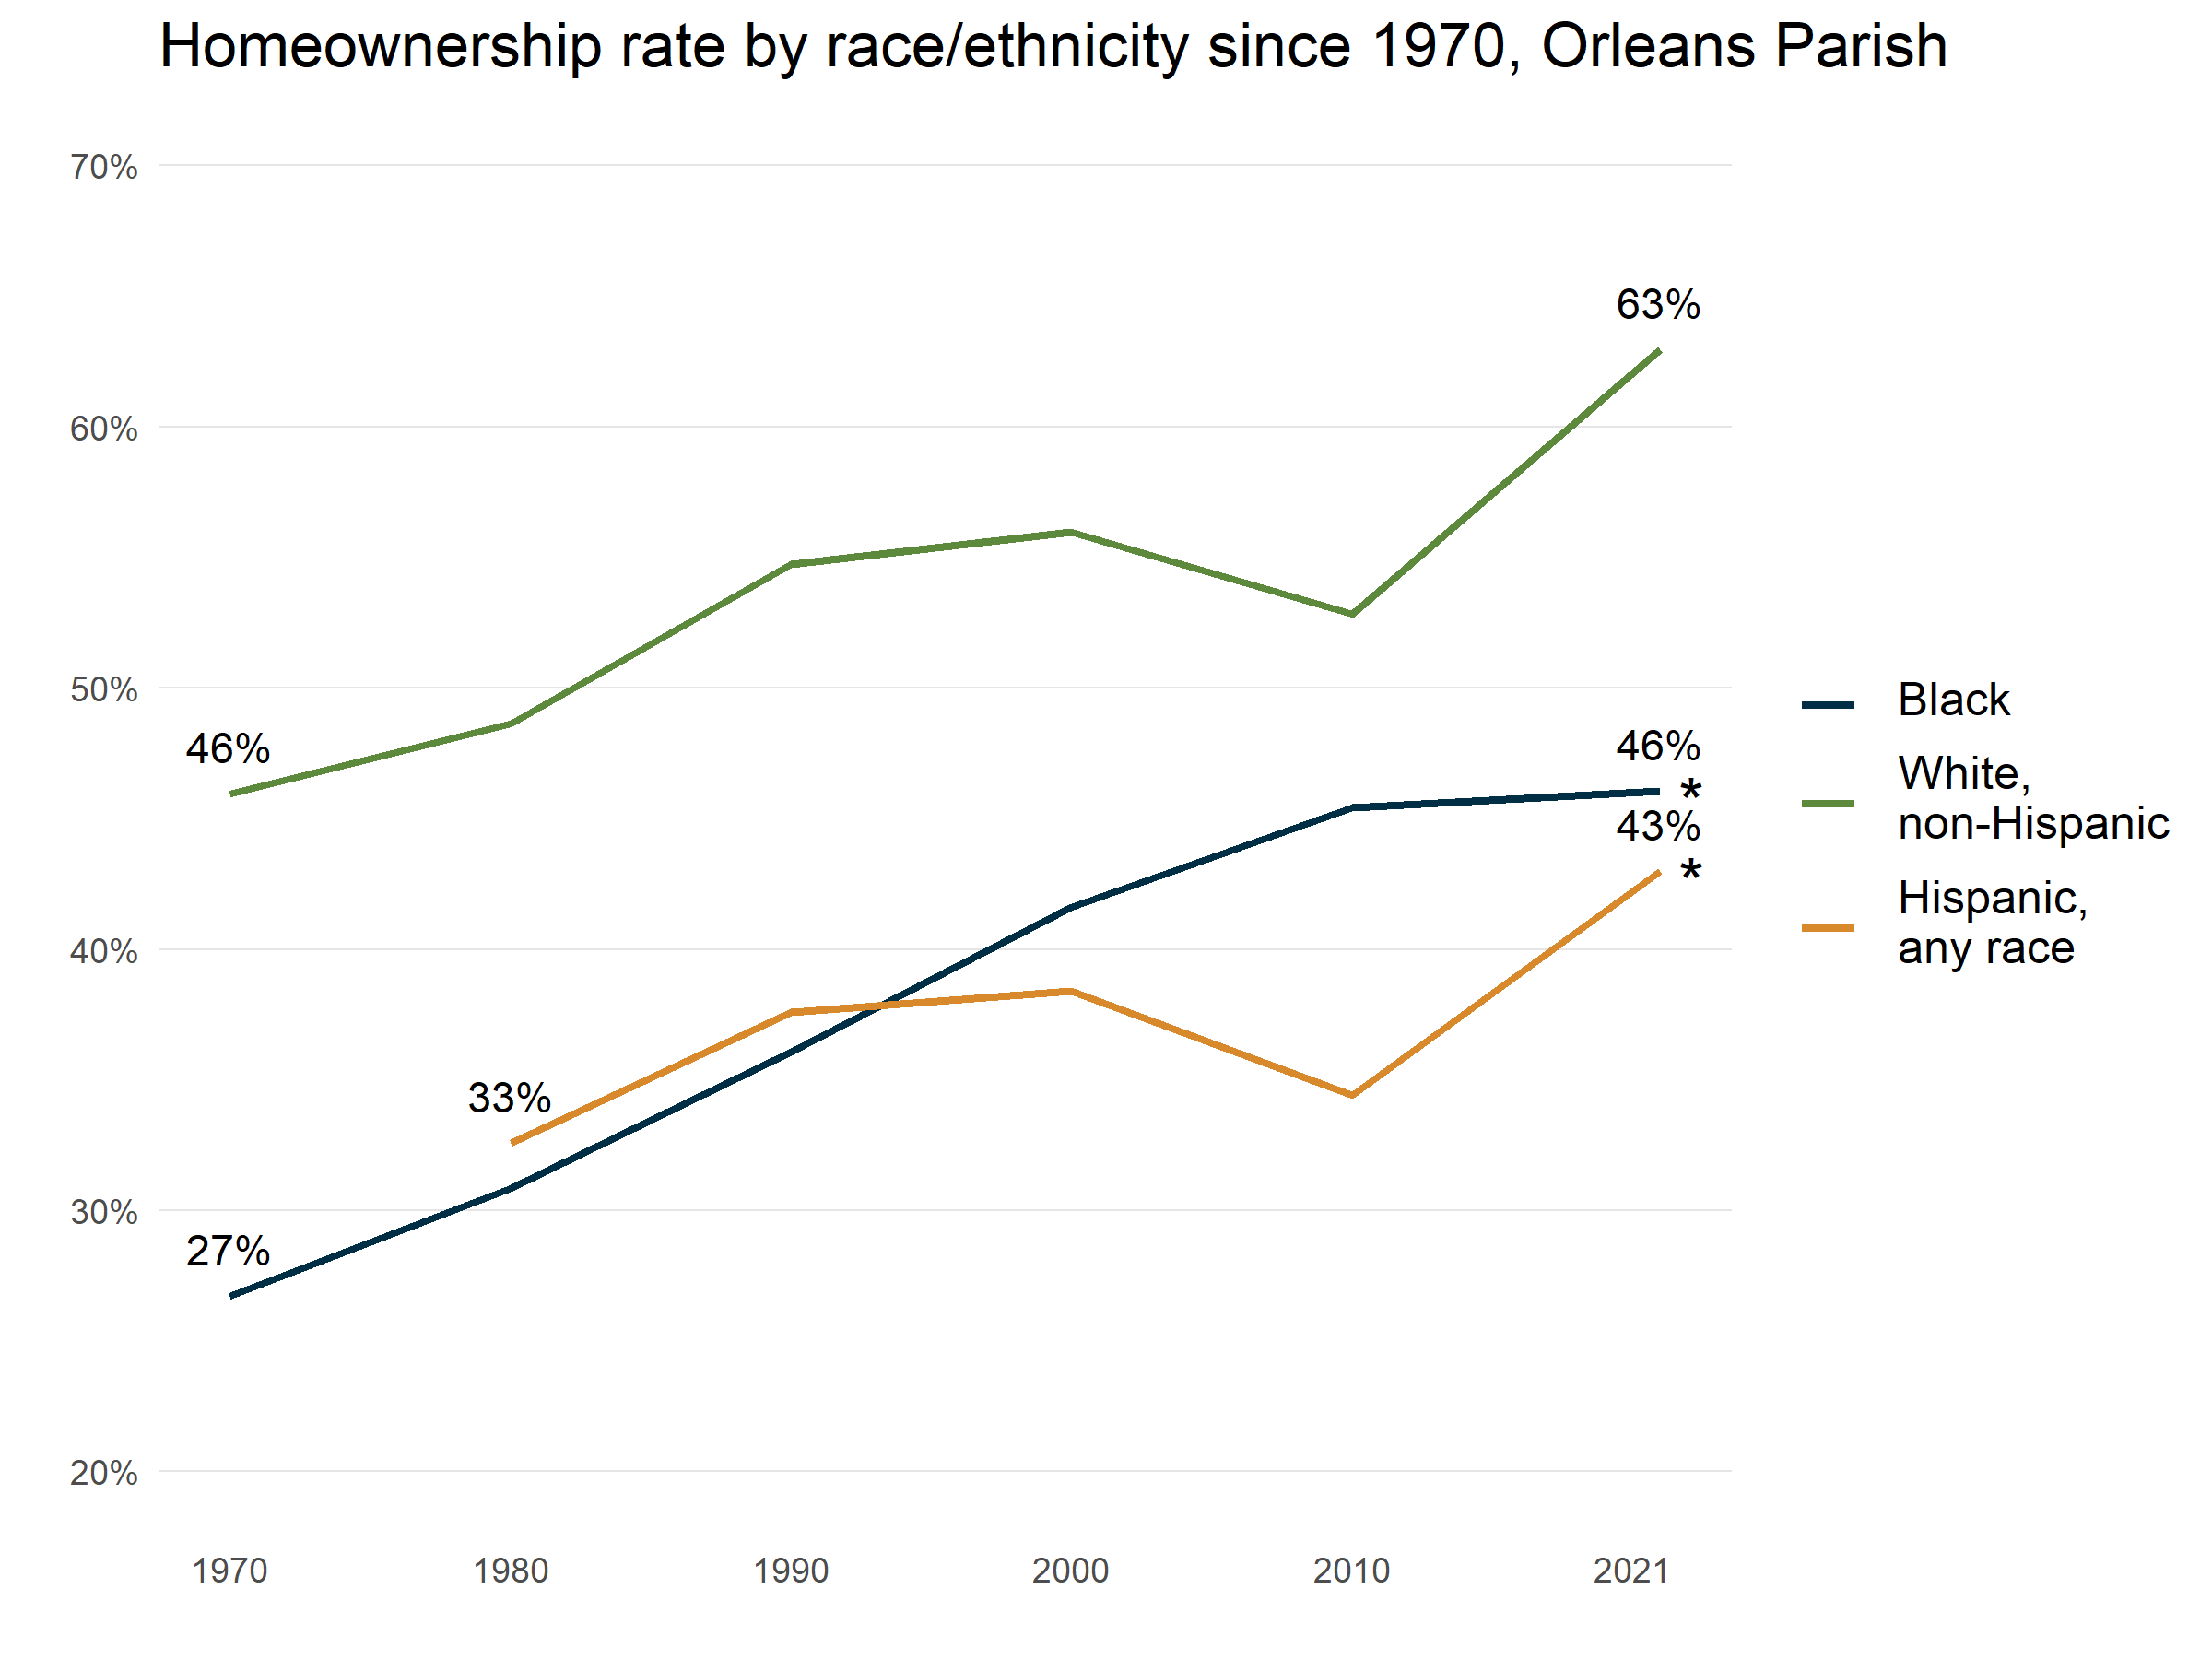 Homeownership rate by race/ethnicity since 1970, Orleans Parish
70%
63%
60%
50%
Black
46%
46%
White,
non-Hispanic
*
43%
*
Hispanic,
any race
40%
33%
30%
27%
20%
1970 1980 1990 2000 2010 2021